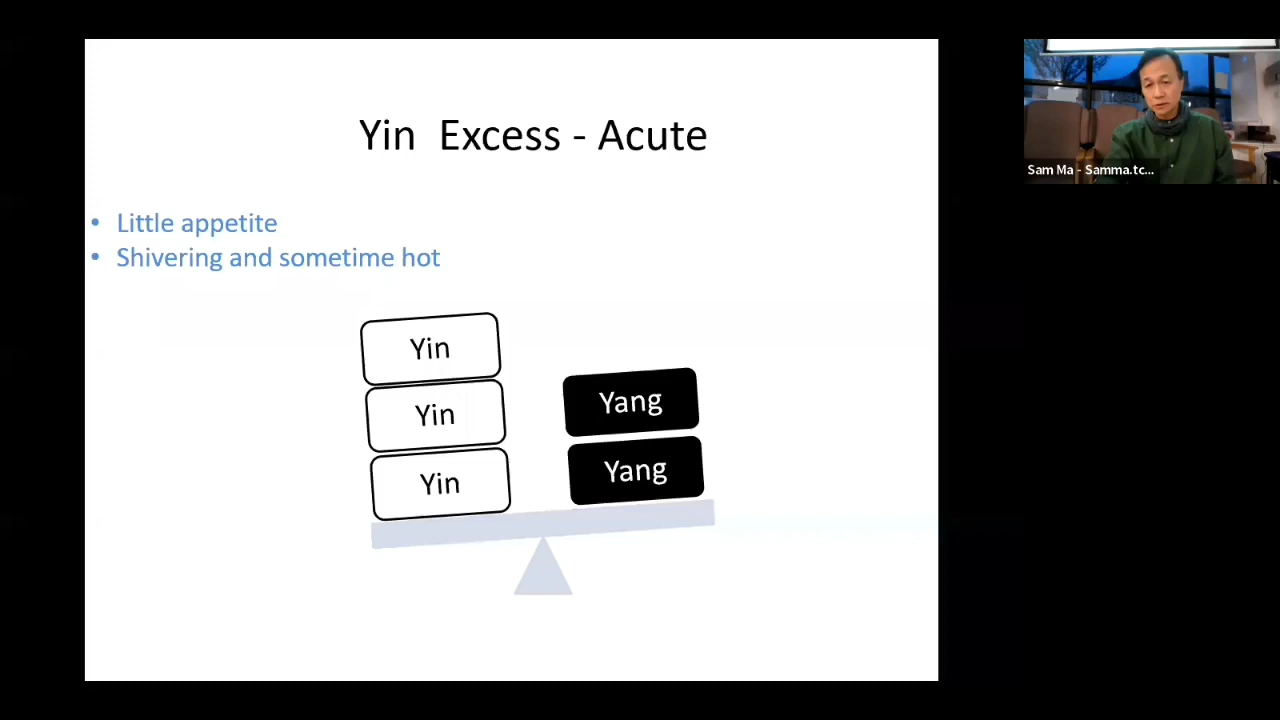 Yin Excess - Acute
• Little appetite
• Shivering and sometime hot
Yin
Yin
Yin
Yang
Yang
Sam Ma - Samma.tc...